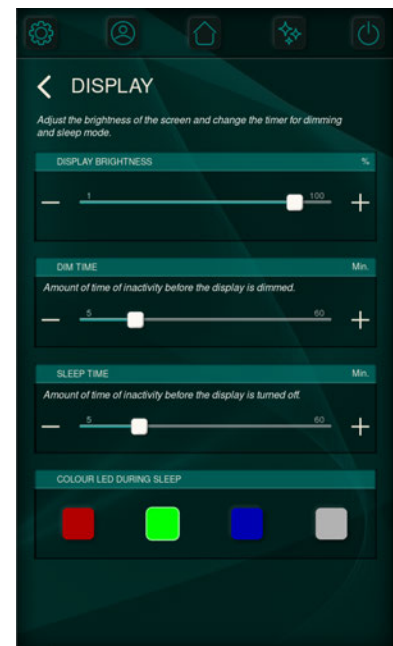 DISPLAY
Adjust the brightness of the screen and change the timer for dimming
and sleep mode.
DISPLAY BRIGHTNESS %
1 100
DIM TIME Min.
Amount of time of inactivity before the display is dimmed.
5 60
SLEEP TIME Min.
Amount of time of inactivity before the display is turned off.
5 60
COLOUR LED DURING SLEEP